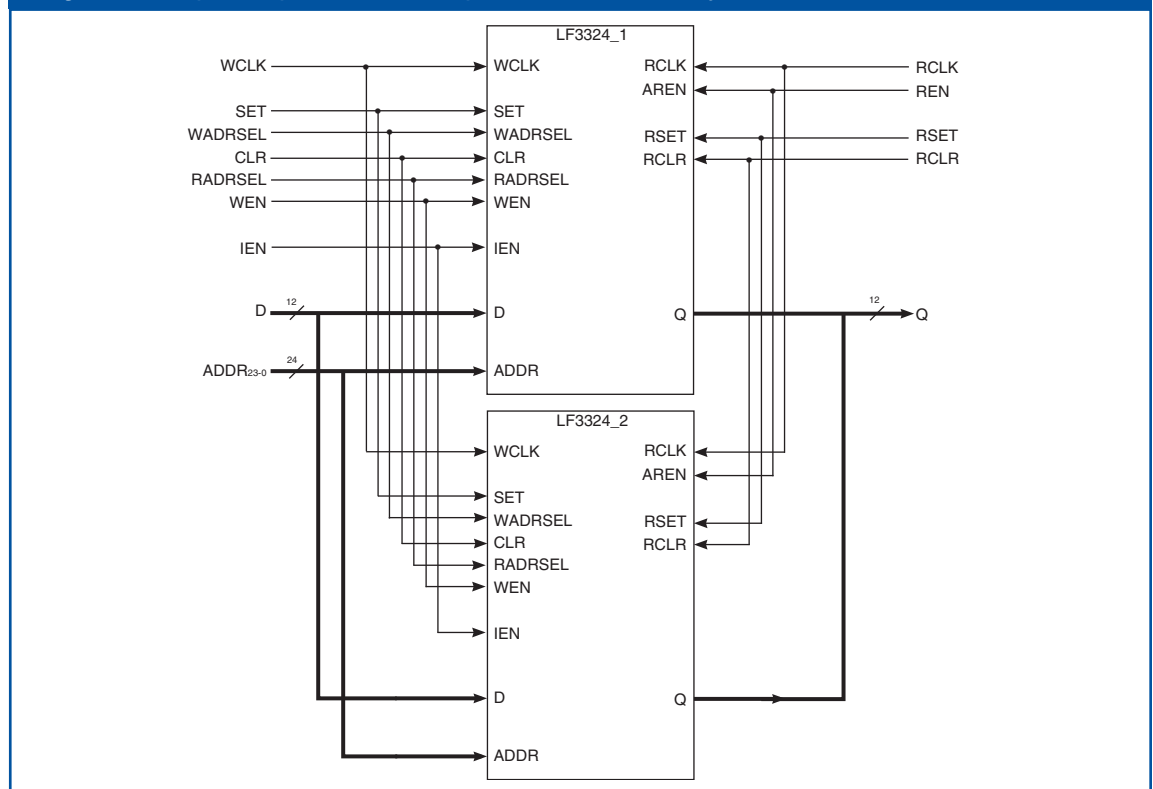 LF3324_1
WCLK
WCLK
RCLK
RCLK
AREN
REN
SET
SET
WADRSEL
WADRSEL
RSET
RSET
CLR
CLR
RCLR
RCLR
RADRSEL
RADRSEL
WEN
WEN
IEN
IEN
D
12
D
Q
12
Q
ADDR23-0
24
ADDR
LF3324_2
WCLK
RCLK
AREN
SET
WADRSEL
RSET
CLR
RCLR
RADRSEL
WEN
IEN
D
Q
ADDR